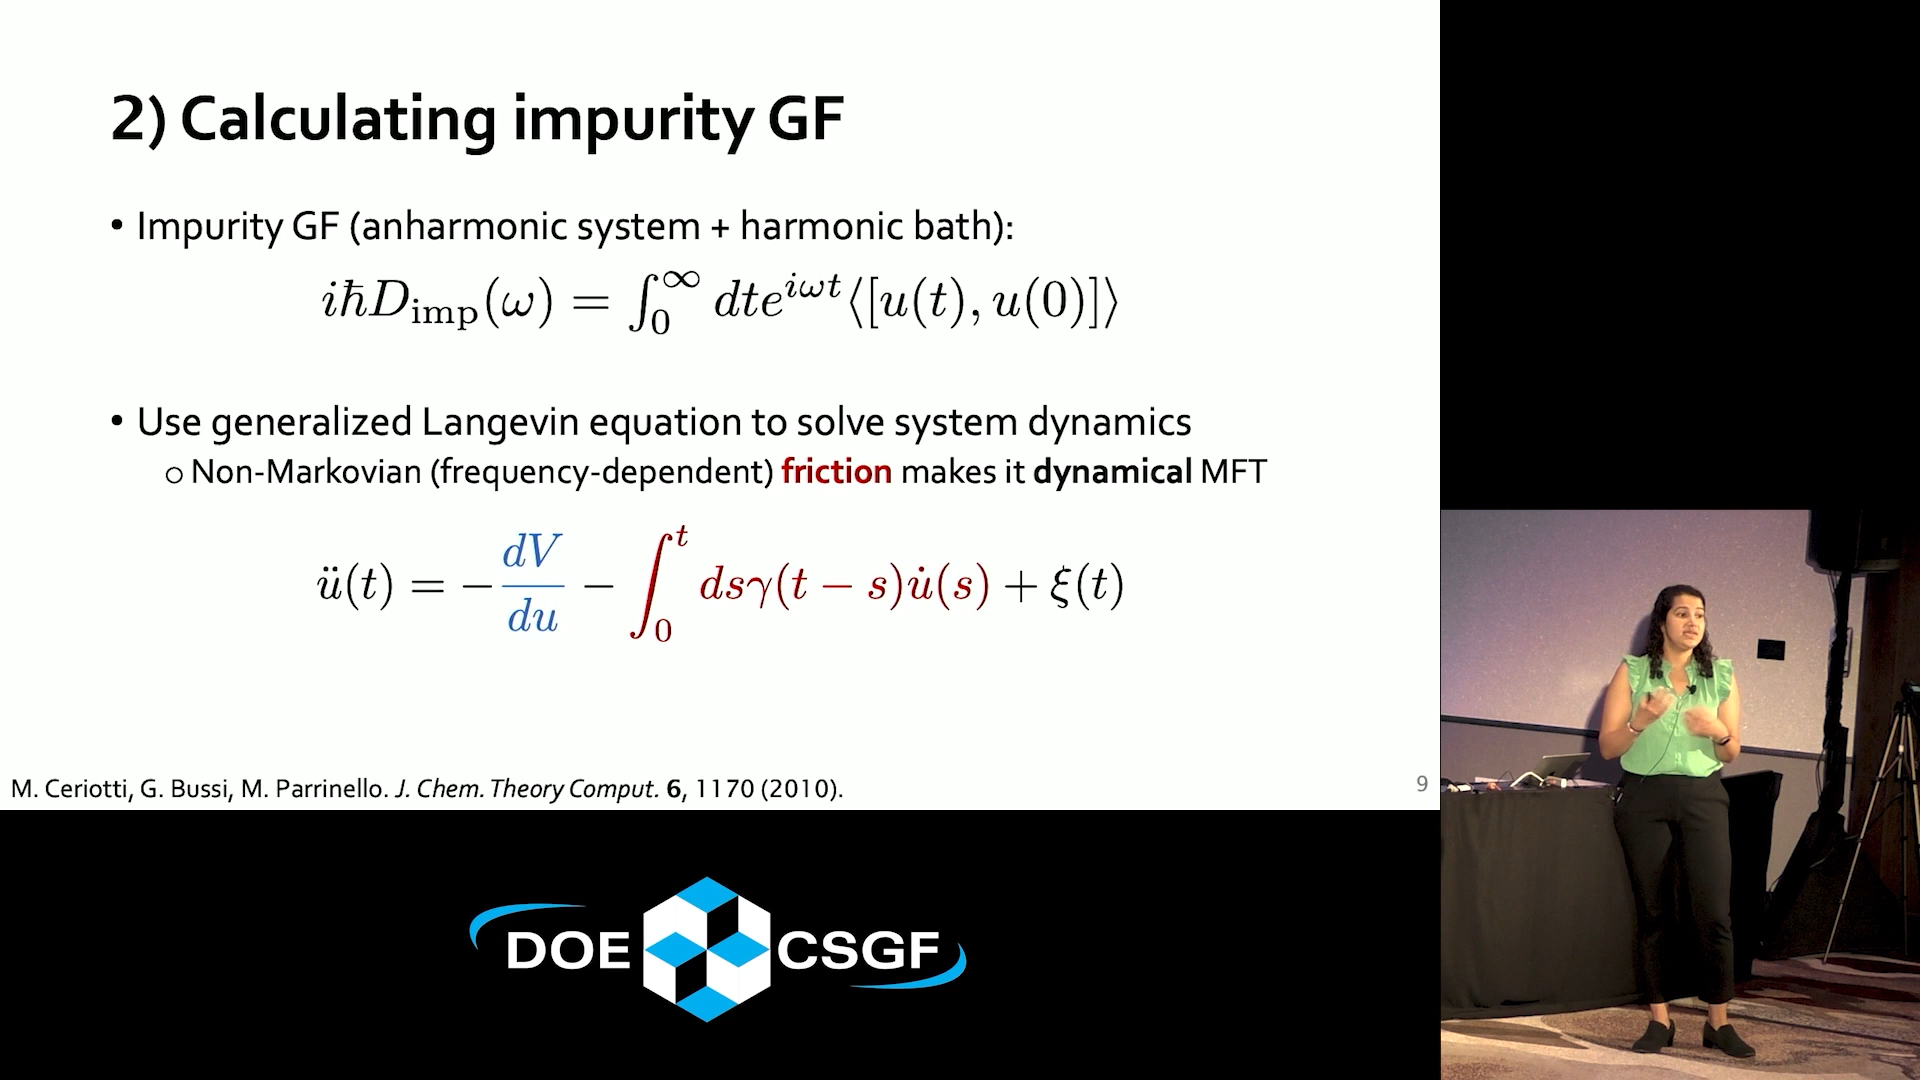 2) Calculating impurity GF
• Impurity GF (anharmonic system + harmonic bath):
iℏD_imp(ω) = ∫₀^∞ dte^{iωt}⟨[u(t), u(0)]⟩
• Use generalized Langevin equation to solve system dynamics
○ Non-Markovian (frequency-dependent) friction makes it dynamical MFT
ü(t) = −dV/du − ∫₀^t dsγ(t − s)u̇(s) + ξ(t)
M. Ceriotti, G. Bussi, M. Parrinello. J. Chem. Theory Comput. 6, 1170 (2010).
9
DOE CSGF